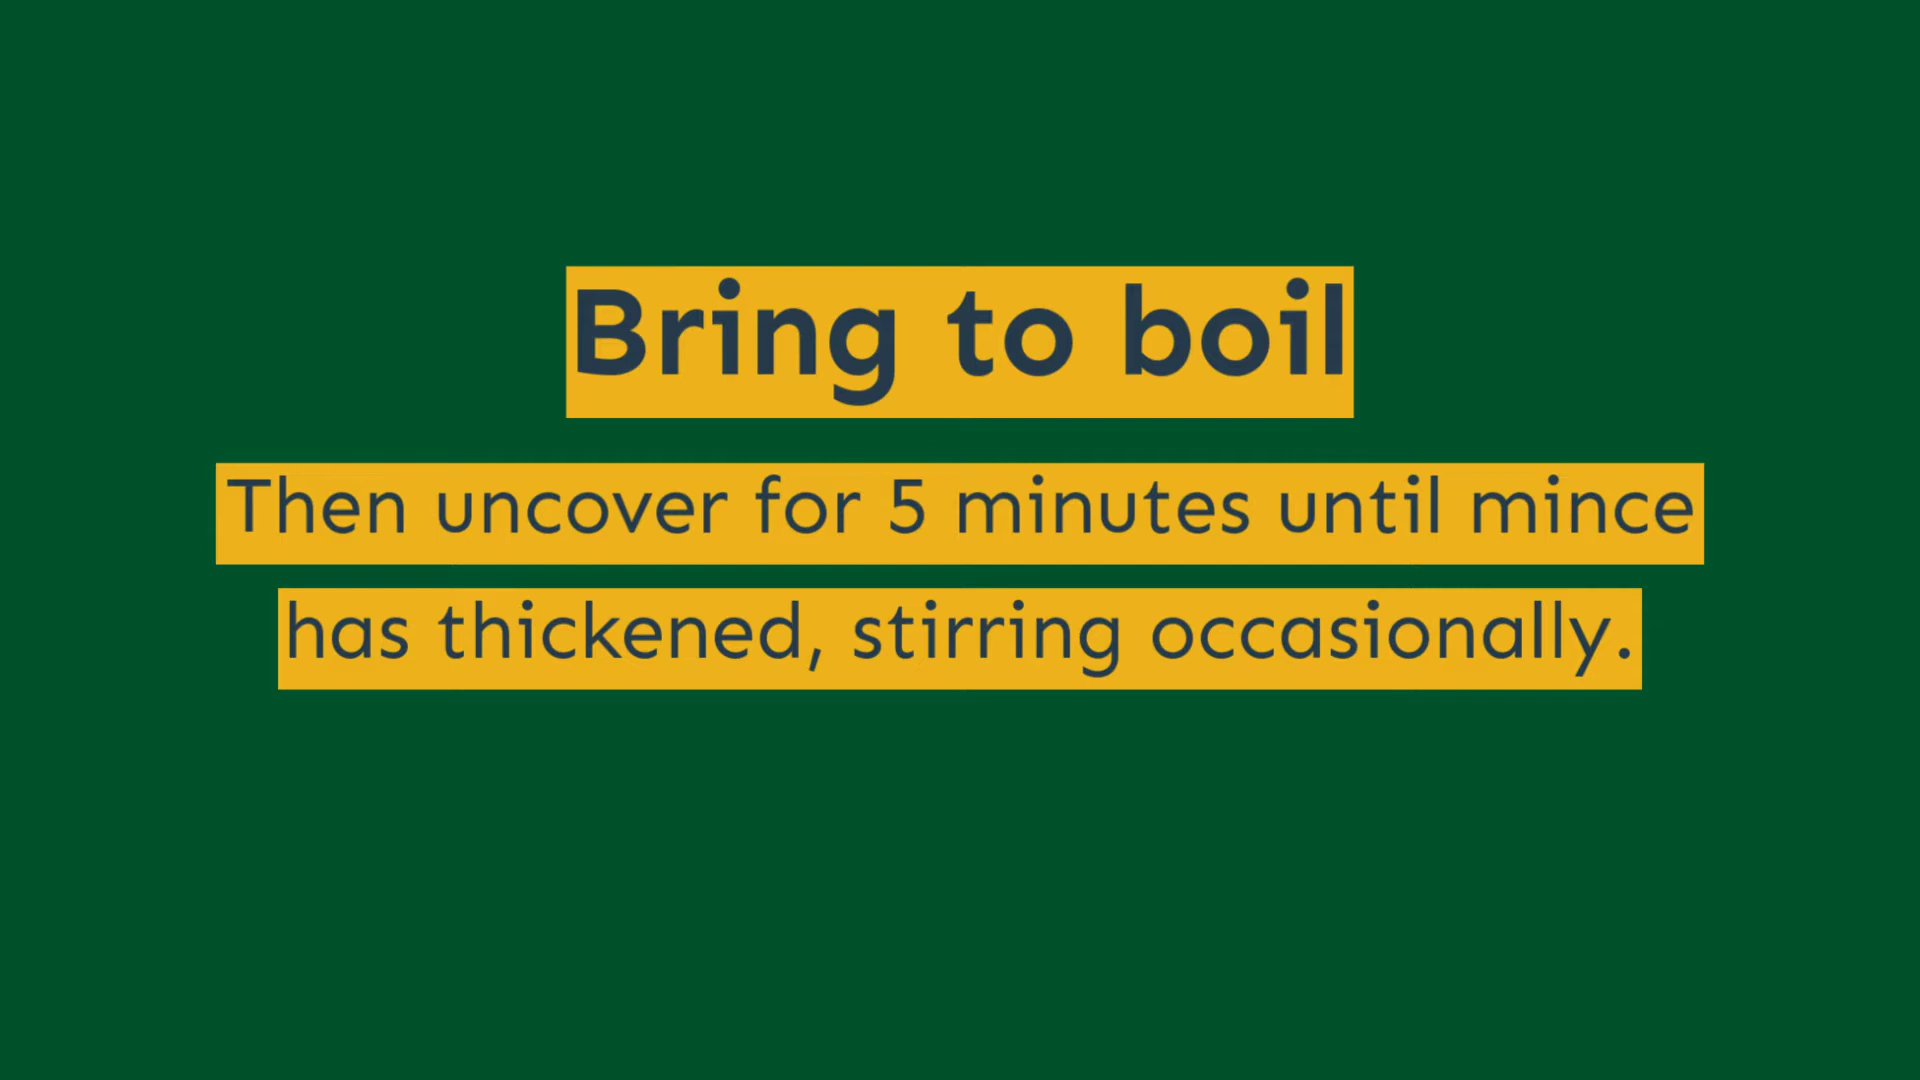 Bring to boil
Then uncover for 5 minutes until mince
has thickened, stirring occasionally.